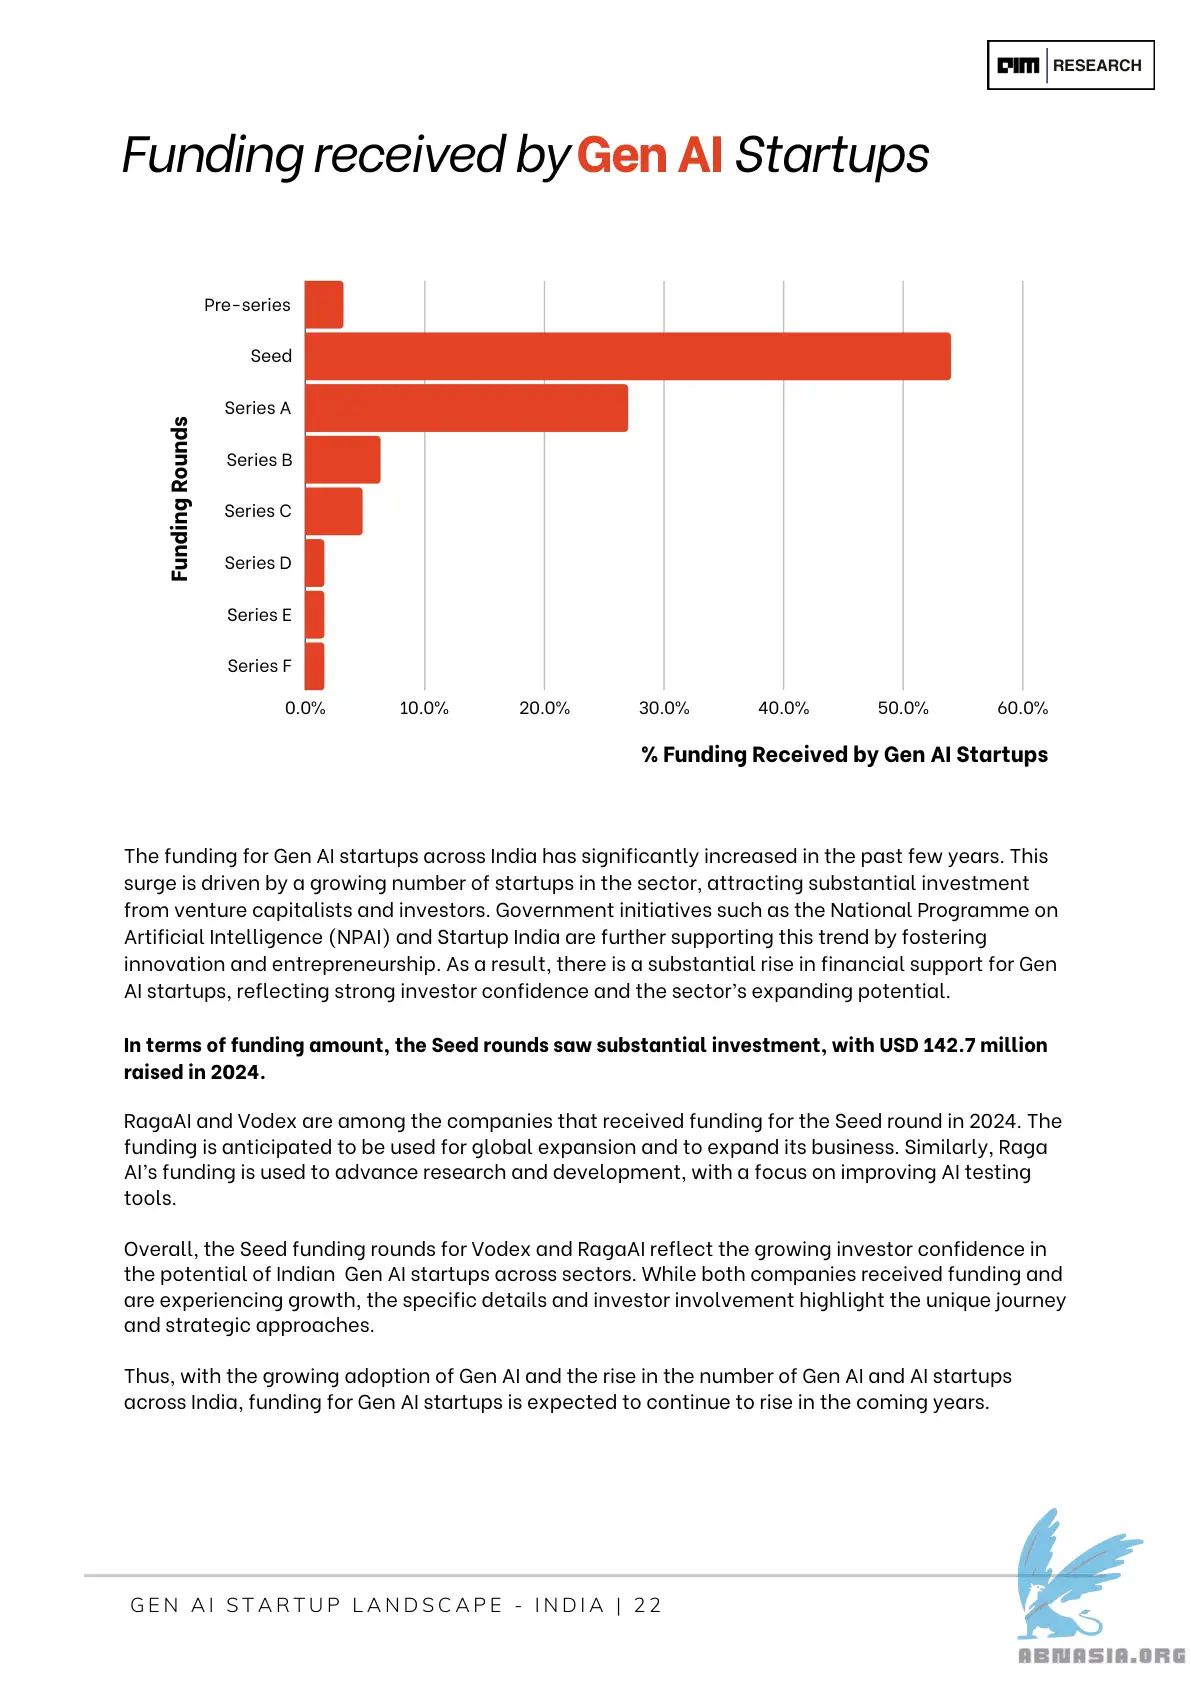 AIM | RESEARCH
Funding received by Gen AI Startups
Pre-series
Seed
Series A
Series B
Series C
Series D
Series E
Series F
Funding Rounds
0.0% 10.0% 20.0% 30.0% 40.0% 50.0% 60.0%
% Funding Received by Gen AI Startups
The funding for Gen AI startups across India has significantly increased in the past few years. This
surge is driven by a growing number of startups in the sector, attracting substantial investment
from venture capitalists and investors. Government initiatives such as the National Programme on
Artificial Intelligence (NPAI) and Startup India are further supporting this trend by fostering
innovation and entrepreneurship. As a result, there is a substantial rise in financial support for Gen
AI startups, reflecting strong investor confidence and the sector’s expanding potential.
In terms of funding amount, the Seed rounds saw substantial investment, with USD 142.7 million
raised in 2024.
RagaAI and Vodex are among the companies that received funding for the Seed round in 2024. The
funding is anticipated to be used for global expansion and to expand its business. Similarly, Raga
AI’s funding is used to advance research and development, with a focus on improving AI testing
tools.
Overall, the Seed funding rounds for Vodex and RagaAI reflect the growing investor confidence in
the potential of Indian  Gen AI startups across sectors. While both companies received funding and
are experiencing growth, the specific details and investor involvement highlight the unique journey
and strategic approaches.
Thus, with the growing adoption of Gen AI and the rise in the number of Gen AI and AI startups
across India, funding for Gen AI startups is expected to continue to rise in the coming years.
GEN AI STARTUP LANDSCAPE - INDIA | 22
ABNASIA.ORG